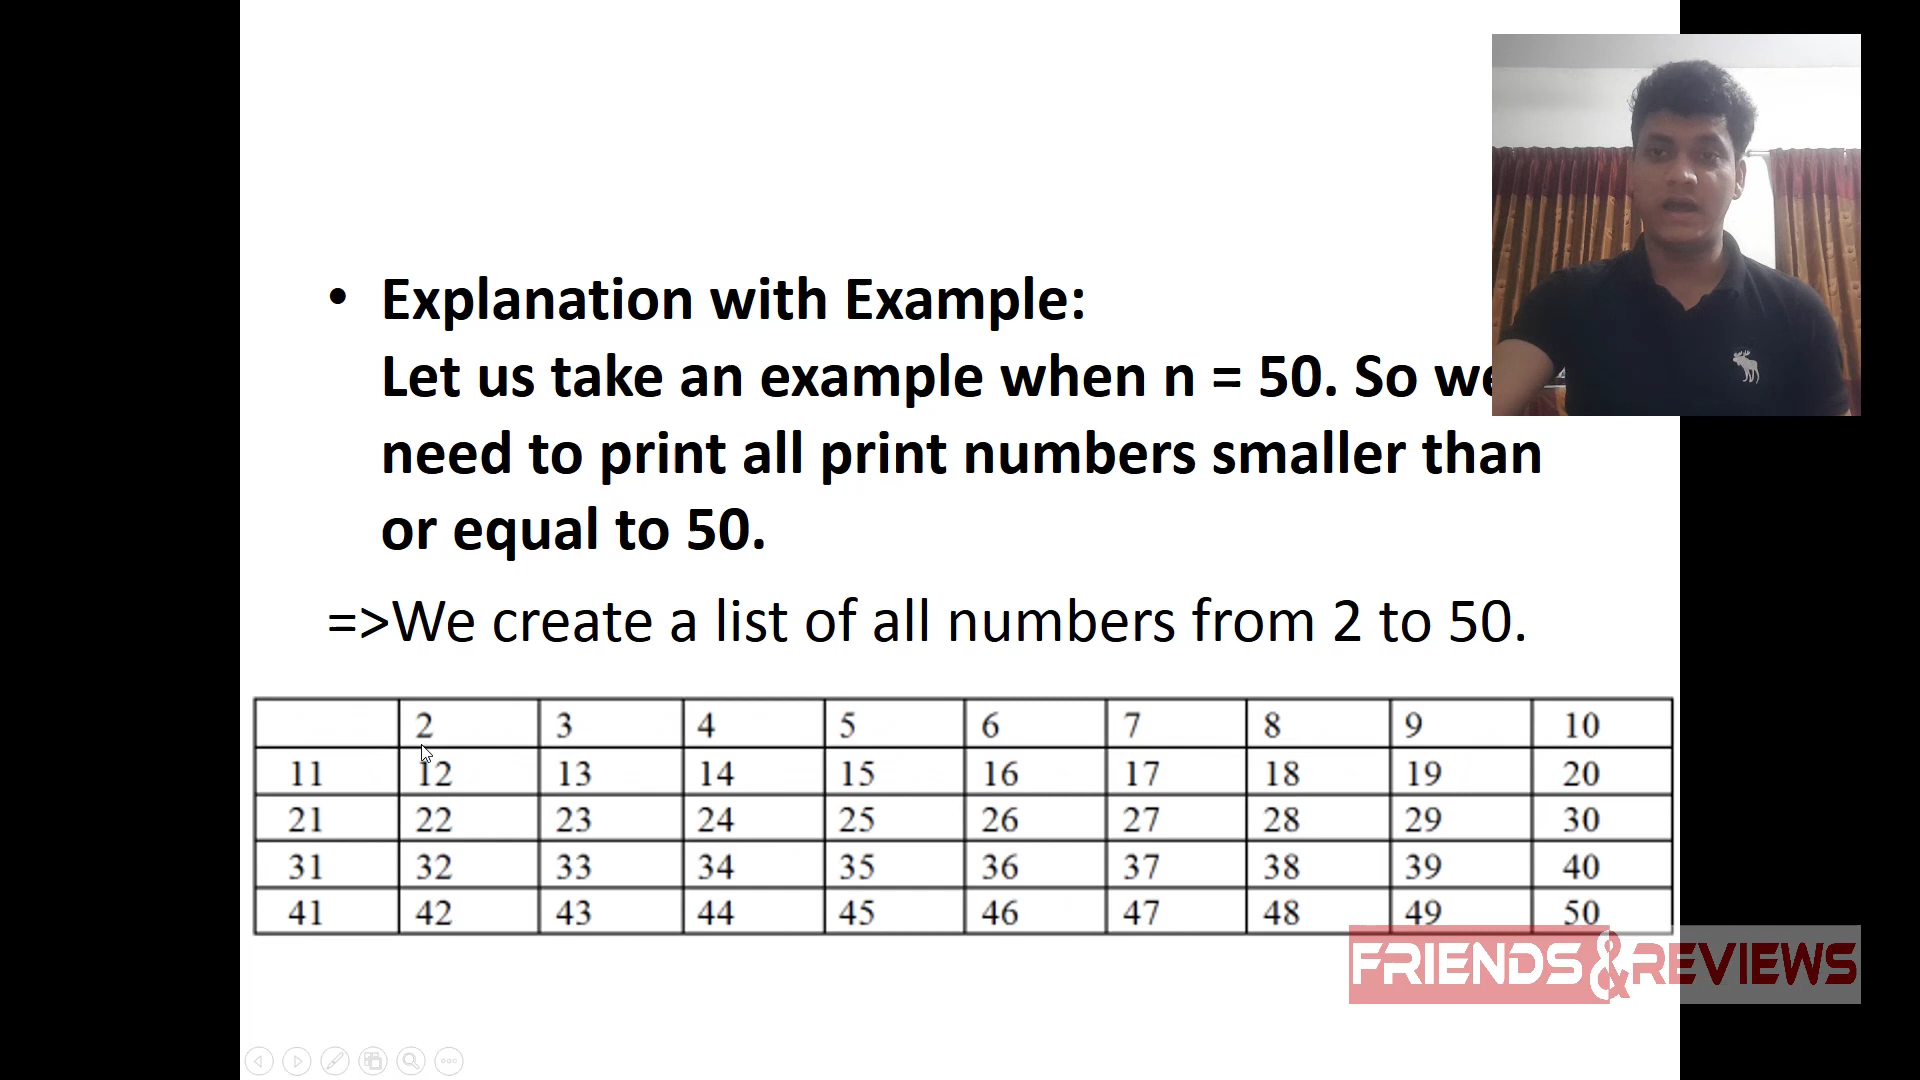 • Explanation with Example:
Let us take an example when n = 50. So we
need to print all print numbers smaller than
or equal to 50.
=>We create a list of all numbers from 2 to 50.
2 3 4 5 6 7 8 9 10
11 12 13 14 15 16 17 18 19 20
21 22 23 24 25 26 27 28 29 30
31 32 33 34 35 36 37 38 39 40
41 42 43 44 45 46 47 48 49 50
FRIENDS&REVIEWS